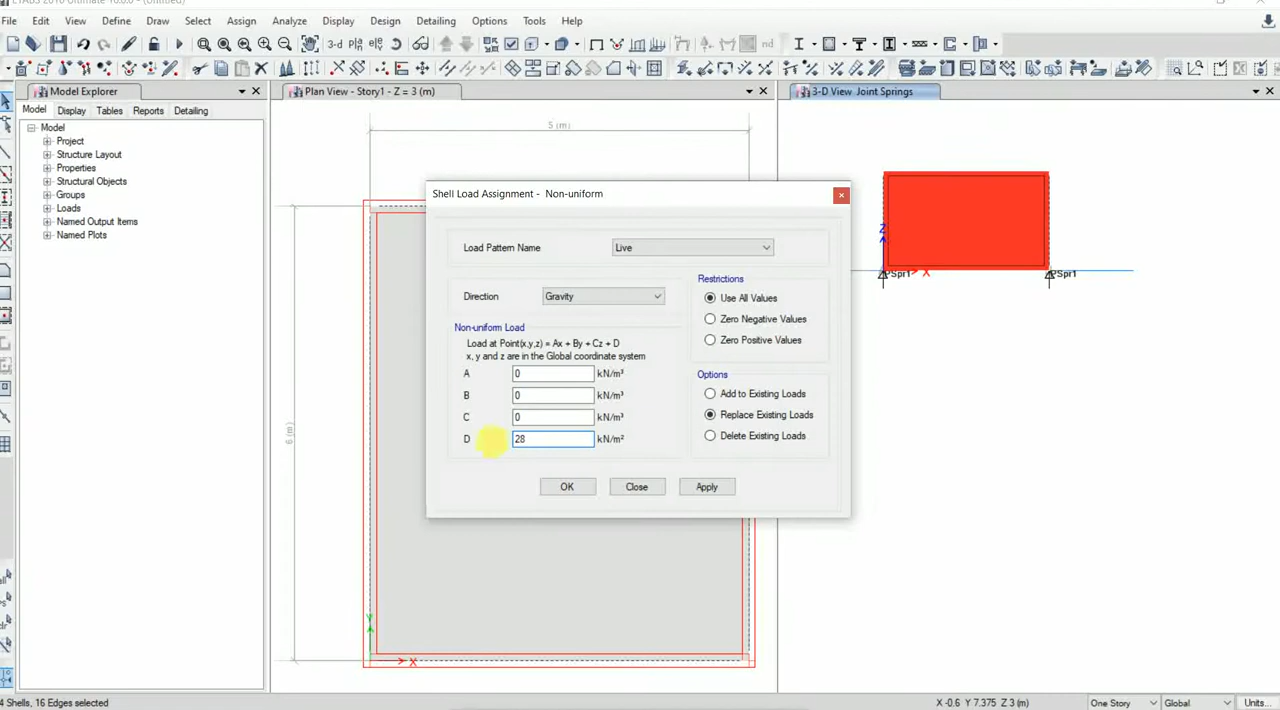 File Edit View Define Draw Select Assign Analyze Display Design Detailing Options Tools Help
3-d
nd
Model Explorer
Plan View - Story1 - Z = 3 (m)
3-D View Joint Springs
Model Display Tables Reports Detailing
Model
Project
Structure Layout
Properties
Structural Objects
Groups
Loads
Named Output Items
Named Plots
5 (m)
6 (m)
Y
X
Z
X
PSpr1
PSpr1
Shell Load Assignment - Non-uniform
Load Pattern Name Live
Direction Gravity
Non-uniform Load
Load at Point(x,y,z) = Ax + By + Cz + D
x, y and z are in the Global coordinate system
A 0 kN/m³
B 0 kN/m³
C 0 kN/m³
D 28 kN/m²
Restrictions
Use All Values
Zero Negative Values
Zero Positive Values
Options
Add to Existing Loads
Replace Existing Loads
Delete Existing Loads
OK Close Apply
4 Shells, 16 Edges selected
X -0.6 Y 7.375 Z 3 (m)
One Story
Global
Units...